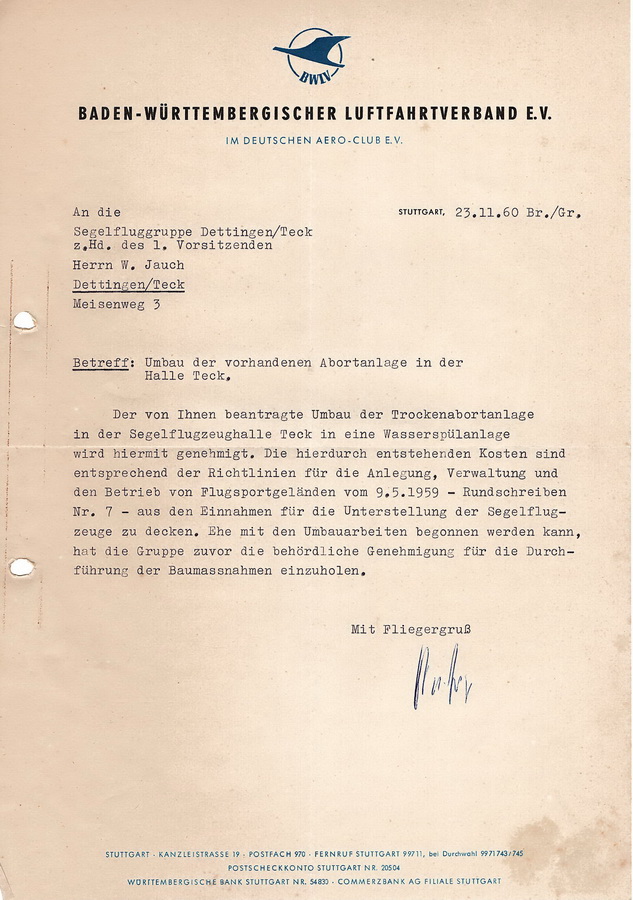 BWLV
BADEN-WÜRTTEMBERGISCHER LUFTFAHRTVERBAND E.V.
IM DEUTSCHEN AERO-CLUB E.V.
An die
STUTTGART, 23.11.60 Br./Gr.
Segelfluggruppe Dettingen/Teck
z.Hd. des 1. Vorsitzenden
Herrn W. Jauch
Dettingen/Teck
Meisenweg 3
Betreff: Umbau der vorhandenen Abortanlage in der
Halle Teck.
Der von Ihnen beantragte Umbau der Trockenabortanlage
in der Segelflugzeughalle Teck in eine Wasserspülanlage
wird hiermit genehmigt. Die hierdurch entstehenden Kosten sind
entsprechend der Richtlinien für die Anlegung, Verwaltung und
den Betrieb von Flugsportgeländen vom 9.5.1959 - Rundschreiben
Nr. 7 - aus den Einnahmen für die Unterstellung der Segelflug-
zeuge zu decken. Ehe mit den Umbauarbeiten begonnen werden kann,
hat die Gruppe zuvor die behördliche Genehmigung für die Durch-
führung der Baumassnahmen einzuholen.
Mit Fliegergruß
STUTTGART · KANZLEISTRASSE 19 · POSTFACH 970 · FERNRUF STUTTGART 99711, bei Durchwahl 9971743/745
POSTSCHECKKONTO STUTTGART NR. 20504
WÜRTTEMBERGISCHE BANK STUTTGART NR. 54830 · COMMERZBANK AG FILIALE STUTTGART